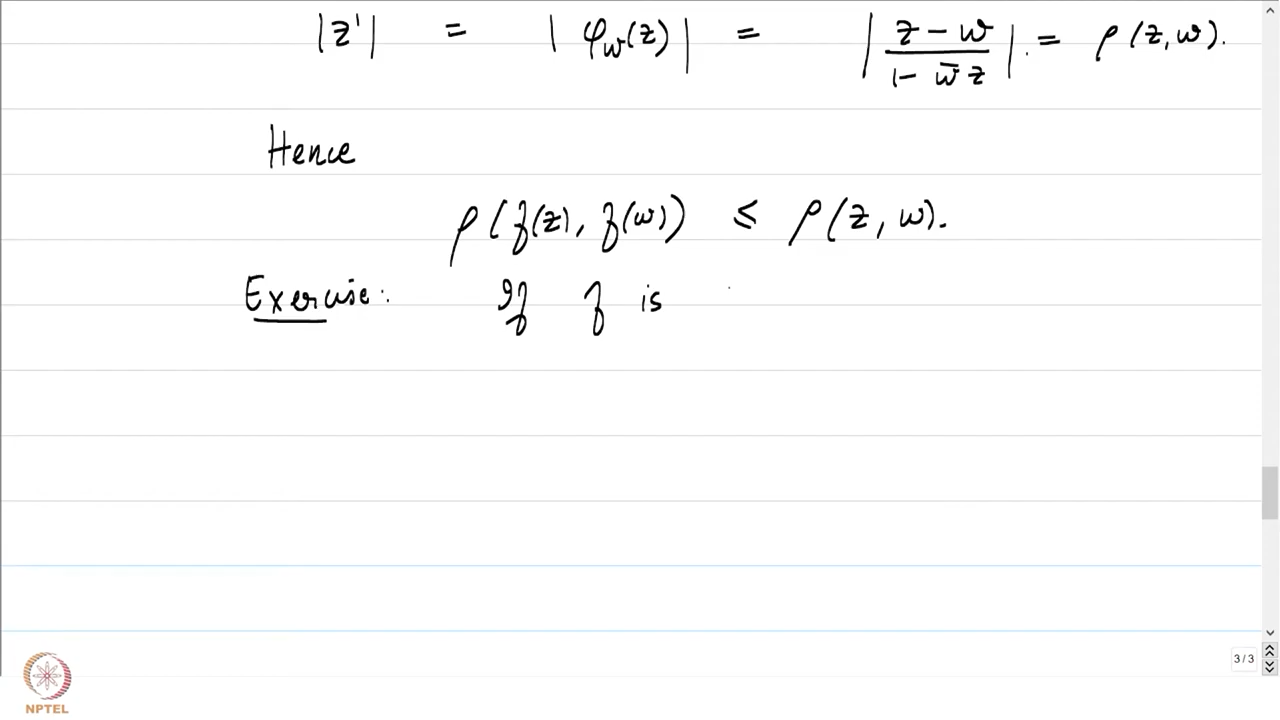 |z'| = | φ_w(z) | = | (z - w)/(1 - w̄ z) | . = ρ(z, w).
Hence
ρ(f(z), f(w)) ≤ ρ(z, w).
Exercise: If f is
3 / 3
NPTEL